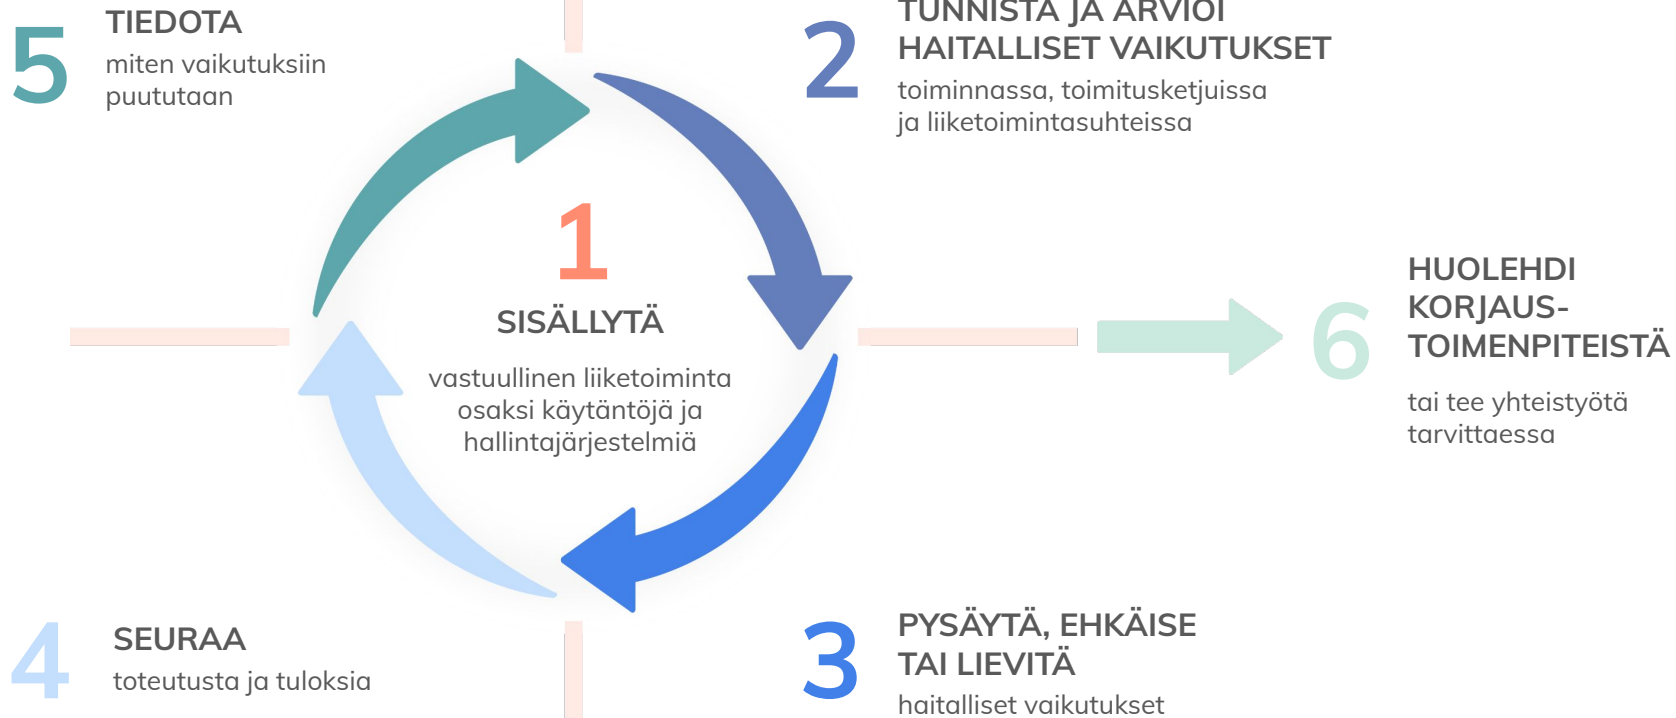 1
SISÄLLYTÄ
vastuullinen liiketoiminta
osaksi käytäntöjä ja
hallintajärjestelmiä
2
TUNNISTA JA ARVIOI
HAITALLISET VAIKUTUKSET
toiminnassa, toimitusketjuissa
ja liiketoimintasuhteissa
3
PYSÄYTÄ, EHKÄISE
TAI LIEVITÄ
haitalliset vaikutukset
4
SEURAA
toteutusta ja tuloksia
5
TIEDOTA
miten vaikutuksiin
puututaan
6
HUOLEHDI
KORJAUS-
TOIMENPITEISTÄ
tai tee yhteistyötä
tarvittaessa